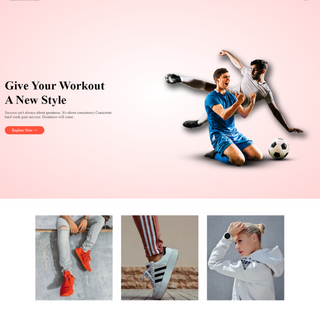 Give Your Workout
A New Style
Success isn't always about greatness. It's about consistency. Consistent
hard work gain success. Greatness will come.
Explore Now →